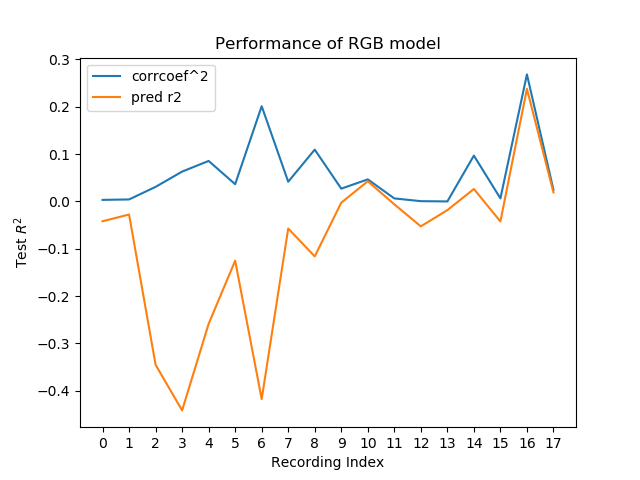 Performance of RGB model
corrcoef^2
pred r2
Test R²
0.3
0.2
0.1
0.0
−0.1
−0.2
−0.3
−0.4
0 1 2 3 4 5 6 7 8 9 10 11 12 13 14 15 16 17
Recording Index